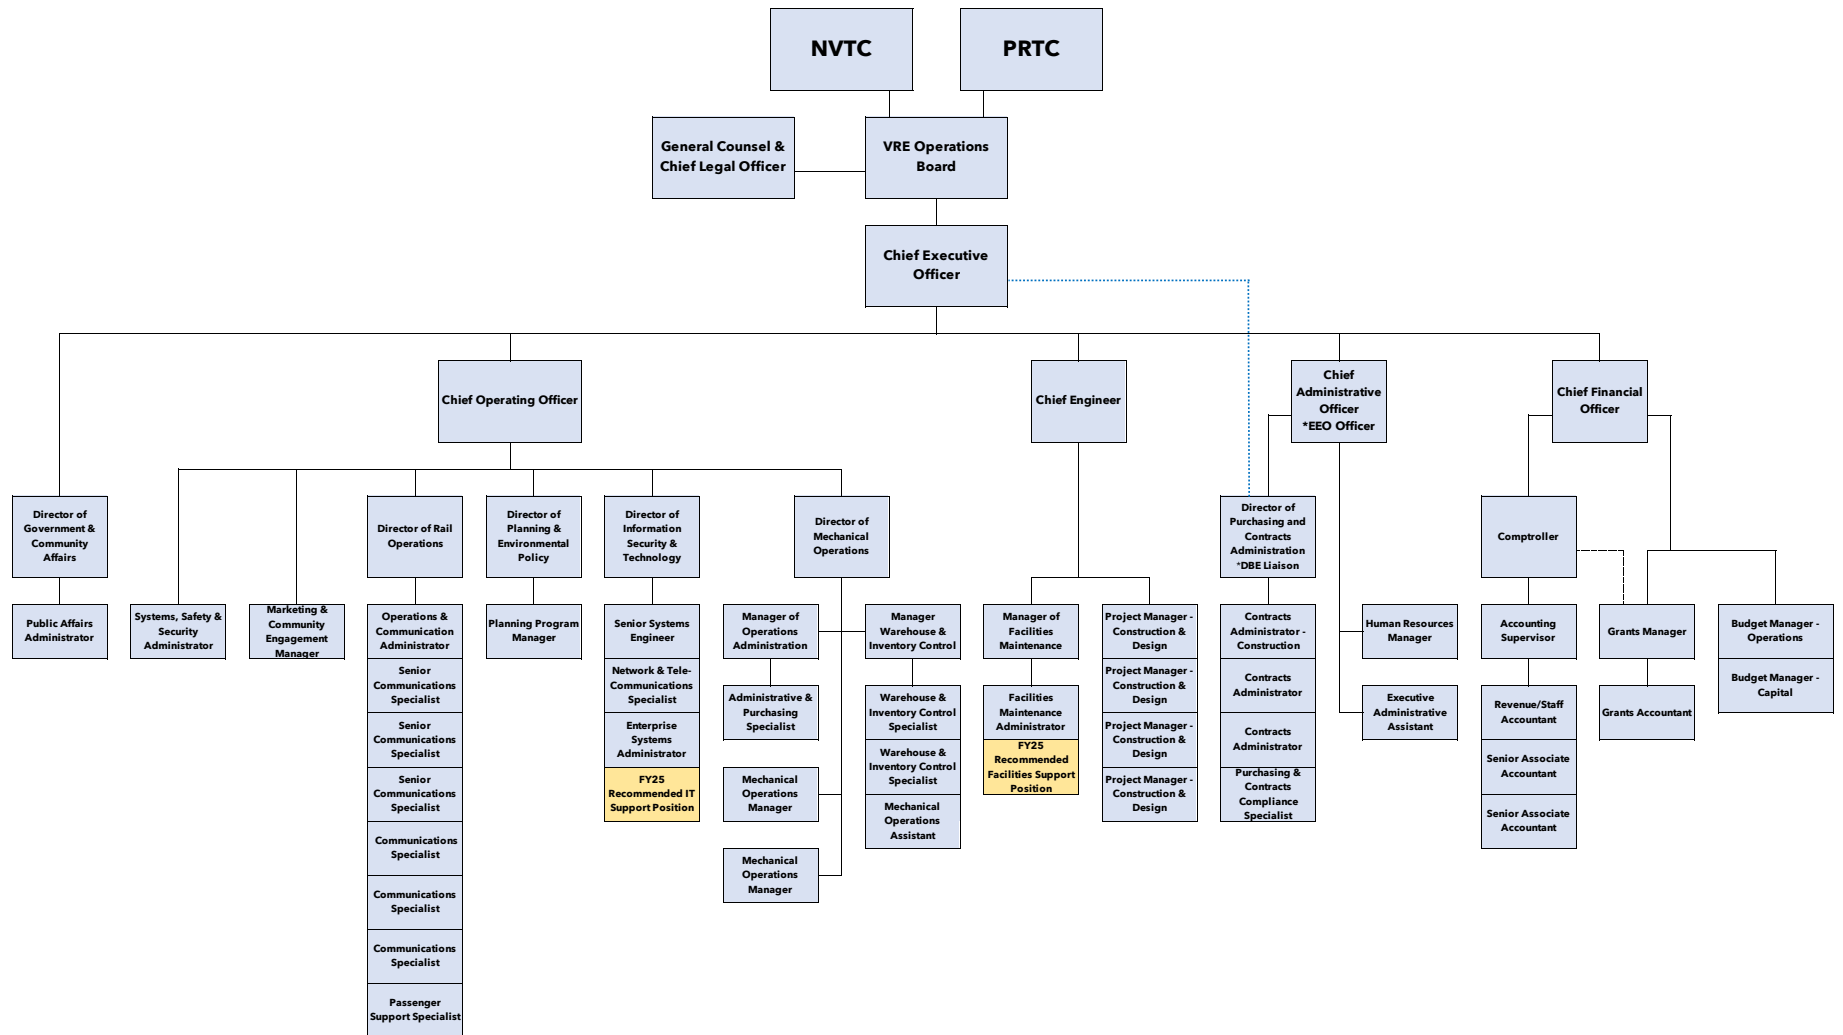 NVTC
PRTC
General Counsel &
Chief Legal Officer
VRE Operations
Board
Chief Executive
Officer
Chief Operating Officer
Chief Engineer
Chief
Administrative
Officer
*EEO Officer
Chief Financial
Officer
Director of
Government &
Community
Affairs
Director of Rail
Operations
Director of
Planning &
Environmental
Policy
Director of
Information
Security &
Technology
Director of
Mechanical
Operations
Director of
Purchasing and
Contracts
Administration
*DBE Liaison
Comptroller
Public Affairs
Administrator
Systems, Safety &
Security
Administrator
Marketing &
Community
Engagement
Manager
Operations &
Communication
Administrator
Senior
Communications
Specialist
Senior
Communications
Specialist
Senior
Communications
Specialist
Communications
Specialist
Communications
Specialist
Communications
Specialist
Passenger
Support Specialist
Planning Program
Manager
Senior Systems
Engineer
Network & Tele-
Communications
Specialist
Enterprise
Systems
Administrator
FY25
Recommended IT
Support Position
Manager of
Operations
Administration
Administrative &
Purchasing
Specialist
Mechanical
Operations
Manager
Mechanical
Operations
Manager
Manager
Warehouse &
Inventory Control
Warehouse &
Inventory Control
Specialist
Warehouse &
Inventory Control
Specialist
Mechanical
Operations
Assistant
Manager of
Facilities
Maintenance
Facilities
Maintenance
Administrator
FY25
Recommended
Facilities Support
Position
Project Manager -
Construction &
Design
Project Manager -
Construction &
Design
Project Manager -
Construction &
Design
Project Manager -
Construction &
Design
Contracts
Administrator -
Construction
Contracts
Administrator
Contracts
Administrator
Purchasing &
Contracts
Compliance
Specialist
Human Resources
Manager
Executive
Administrative
Assistant
Accounting
Supervisor
Revenue/Staff
Accountant
Senior Associate
Accountant
Senior Associate
Accountant
Grants Manager
Grants Accountant
Budget Manager -
Operations
Budget Manager -
Capital